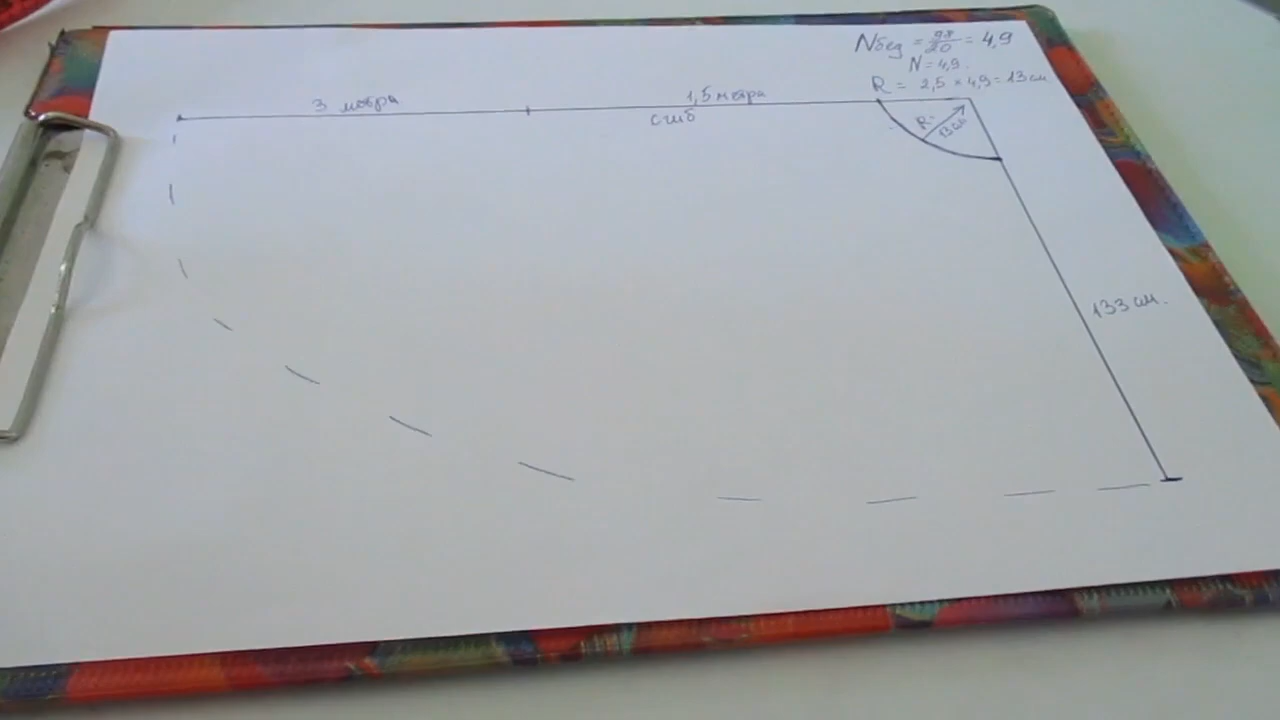 Nбед = 98/20 = 4,9
N = 4,9.
R = 2,5 × 4,9 = 13 см
3 метра 1,5 метра
сгиб
R=
13 см
133 см.